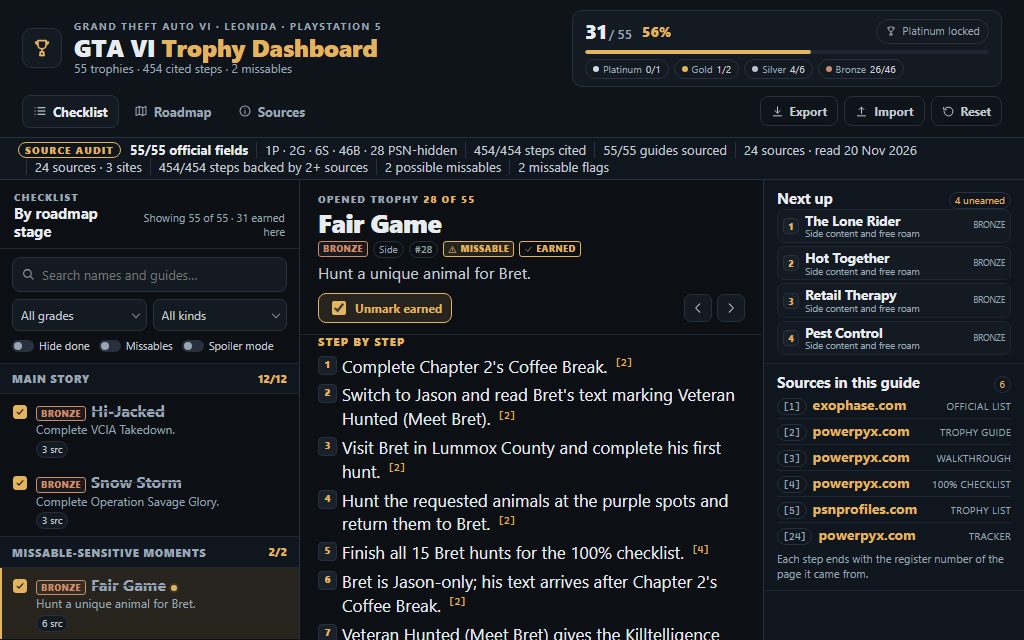 GRAND THEFT AUTO VI • LEONIDA • PLAYSTATION 5
GTA VI Trophy Dashboard
55 trophies • 454 cited steps • 2 missables
31 / 55 56%
Platinum locked
Platinum 0/1
Gold 1/2
Silver 4/6
Bronze 26/46
Checklist
Roadmap
Sources
Export
Import
Reset
SOURCE AUDIT 55/55 official fields 1P · 2G · 6S · 46B · 28 PSN-hidden 454/454 steps cited 55/55 guides sourced 24 sources · read 20 Nov 2026
24 sources · 3 sites 454/454 steps backed by 2+ sources 2 possible missables 2 missable flags
CHECKLIST
By roadmap
stage
Showing 55 of 55 · 31 earned
here
Search names and guides...
All grades
All kinds
Hide done
Missables
Spoiler mode
MAIN STORY 12/12
BRONZE Hi-Jacked
Complete VCIA Takedown.
3 src
BRONZE Snow Storm
Complete Operation Savage Glory.
3 src
MISSABLE-SENSITIVE MOMENTS 2/2
BRONZE Fair Game
Hunt a unique animal for Bret.
6 src
OPENED TROPHY 28 OF 55
Fair Game
BRONZE Side #28 ⚠ MISSABLE ✓ EARNED
Hunt a unique animal for Bret.
Unmark earned
STEP BY STEP
1 Complete Chapter 2's Coffee Break. [2]
2 Switch to Jason and read Bret's text marking Veteran
Hunted (Meet Bret). [2]
3 Visit Bret in Lummox County and complete his first
hunt. [2]
4 Hunt the requested animals at the purple spots and
return them to Bret. [2]
5 Finish all 15 Bret hunts for the 100% checklist. [4]
6 Bret is Jason-only; his text arrives after Chapter 2's
Coffee Break. [2]
7 Veteran Hunted (Meet Bret) gives the Killtelligence
Next up
4 unearned
1 The Lone Rider BRONZE
Side content and free roam
2 Hot Together BRONZE
Side content and free roam
3 Retail Therapy BRONZE
Side content and free roam
4 Pest Control BRONZE
Side content and free roam
Sources in this guide 6
[1] exophase.com OFFICIAL LIST
[2] powerpyx.com TROPHY GUIDE
[3] powerpyx.com WALKTHROUGH
[4] powerpyx.com 100% CHECKLIST
[5] psnprofiles.com TROPHY LIST
[24] powerpyx.com TRACKER
Each step ends with the register number of the
page it came from.